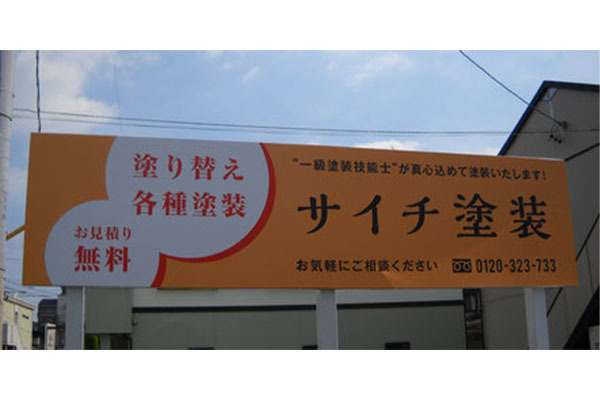 塗り替え
各種塗装
お見積り
無料
“一級塗装技能士”が真心込めて塗装いたします!
サイチ塗装
お気軽にご相談ください 0120-323-733